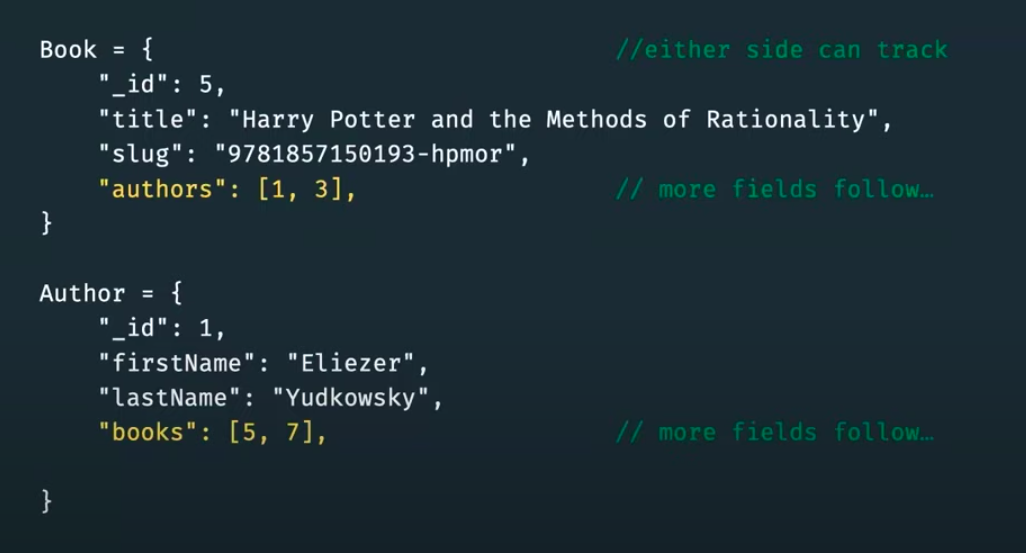 Book = { //either side can track
"_id": 5,
"title": "Harry Potter and the Methods of Rationality",
"slug": "9781857150193-hpmor",
"authors": [1, 3], // more fields follow…
}
Author = {
"_id": 1,
"firstName": "Eliezer",
"lastName": "Yudkowsky",
"books": [5, 7], // more fields follow…
}